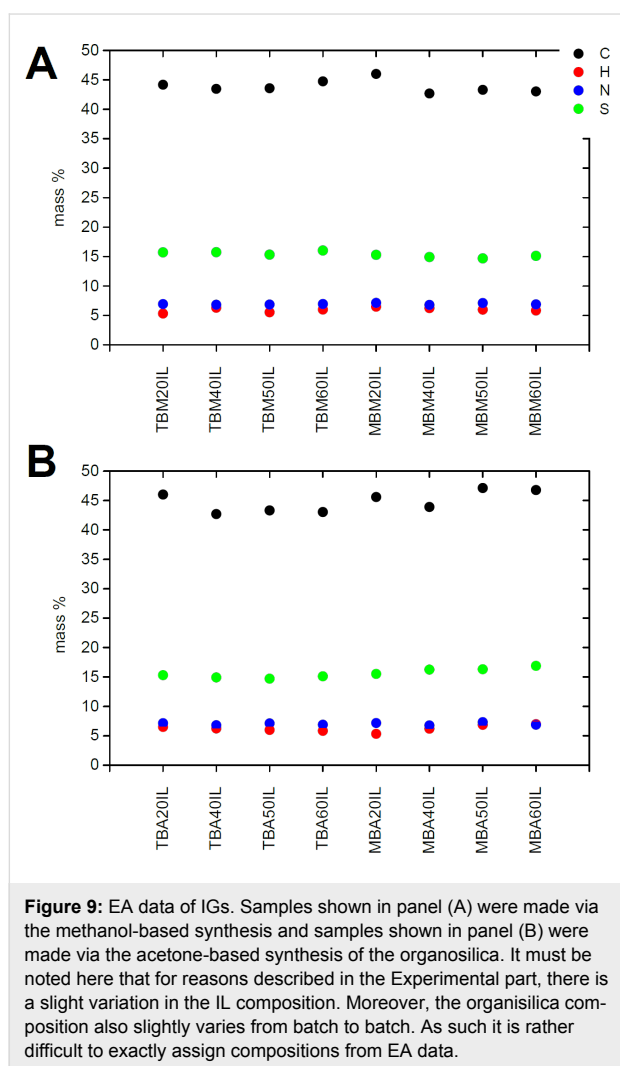 A
50
45
40
35
30
25
20
15
10
5
0
mass %
C
H
N
S
TBM20IL
TBM40IL
TBM50IL
TBM60IL
MBM20IL
MBM40IL
MBM50IL
MBM60IL
B
50
45
40
35
30
25
20
15
10
5
0
mass %
TBA20IL
TBA40IL
TBA50IL
TBA60IL
MBA20IL
MBA40IL
MBA50IL
MBA60IL
Figure 9: EA data of IGs. Samples shown in panel (A) were made via
the methanol-based synthesis and samples shown in panel (B) were
made via the acetone-based synthesis of the organosilica. It must be
noted here that for reasons described in the Experimental part, there is
a slight variation in the IL composition. Moreover, the organisilica com-
position also slightly varies from batch to batch. As such it is rather
difficult to exactly assign compositions from EA data.